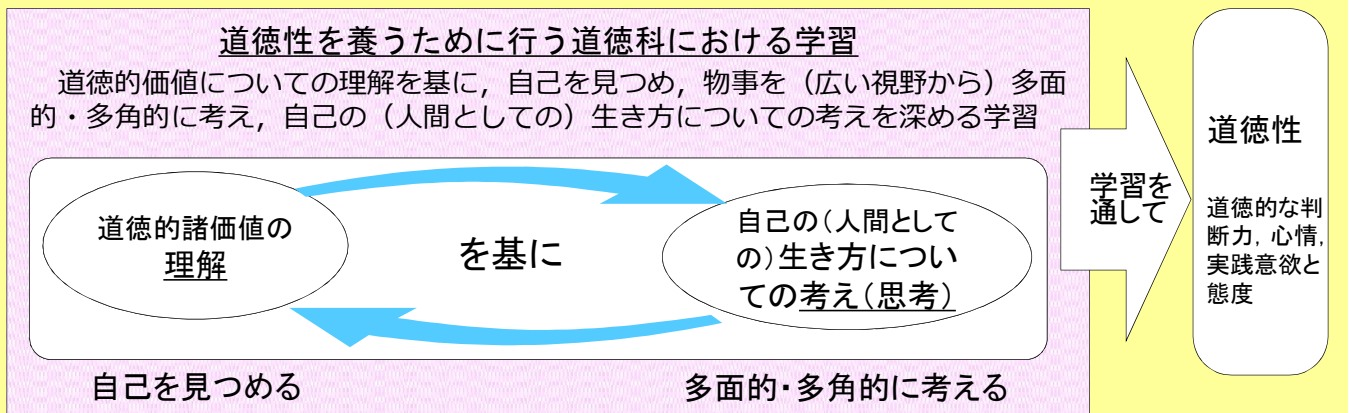 道徳性を養うために行う道徳科における学習
道徳的価値についての理解を基に，自己を見つめ，物事を（広い視野から）多面
的・多角的に考え，自己の（人間としての）生き方についての考えを深める学習
道徳的諸価値の
理解
を基に
自己の（人間として
の）生き方につい
ての考え（思考）
自己を見つめる
多面的・多角的に考える
学習を
通して
道徳性
道徳的な判
断力，心情，
実践意欲と
態度